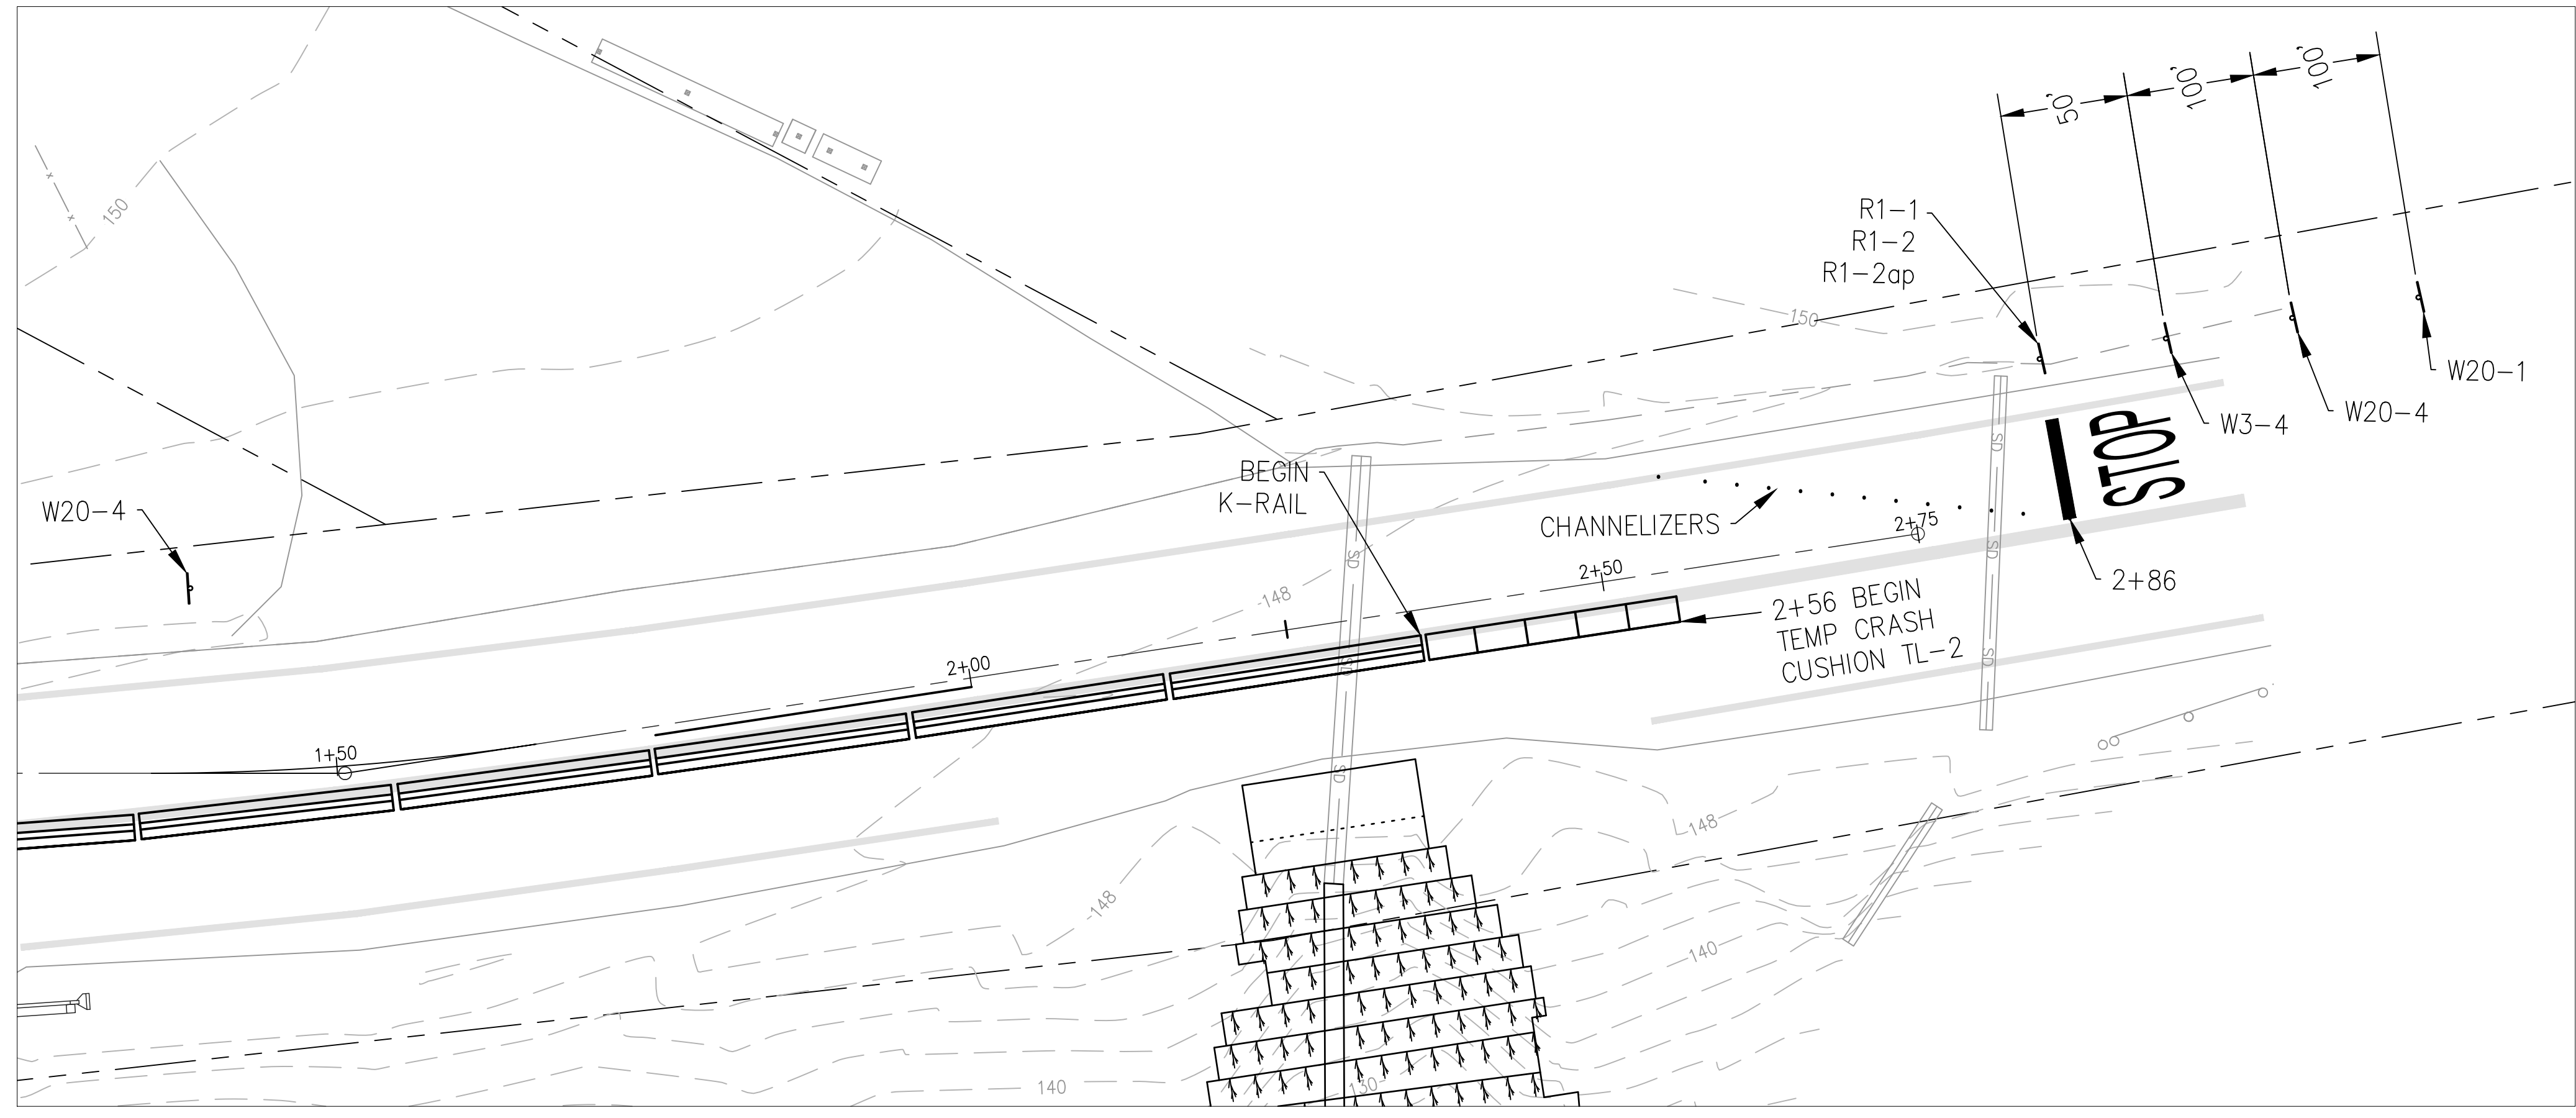 50'
100'
100'
R1-1
R1-2
R1-2ap
150
150
W20-1
W20-4
W3-4
STOP
SD
SD
SD
W20-4
BEGIN
K-RAIL
CHANNELIZERS
2+75
2+86
2+50
2+56 BEGIN
TEMP CRASH
CUSHION TL-2
148
SD
SD
SD
2+00
1+50
148
148
140
140
130